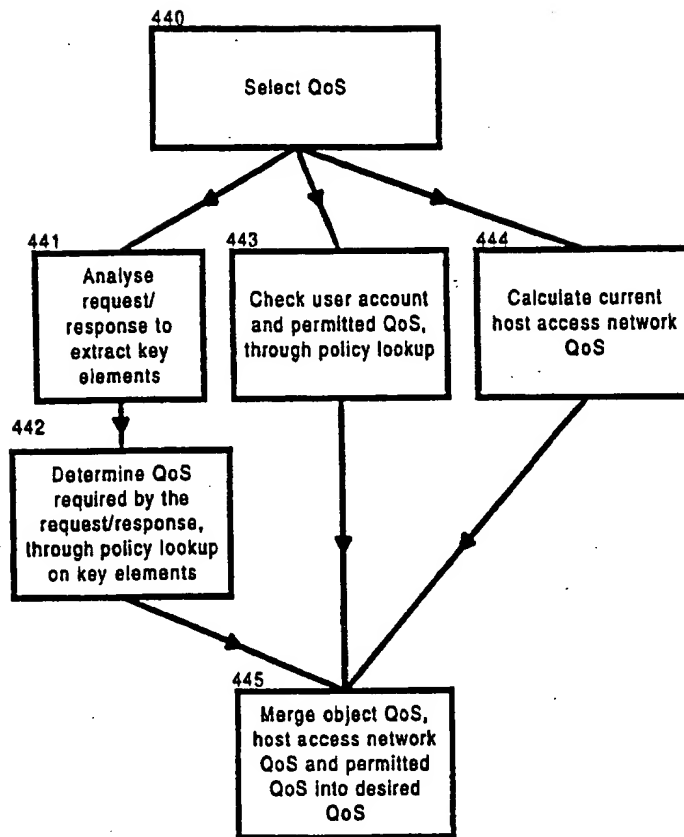 440
Select QoS
441
Analyse
request/
response to
extract key
elements
443
Check user account
and permitted QoS,
through policy lookup
444
Calculate current
host access network
QoS
442
Determine QoS
required by the
request/response,
through policy lookup
on key elements
445
Merge object QoS,
host access network
QoS and permitted
QoS into desired
QoS